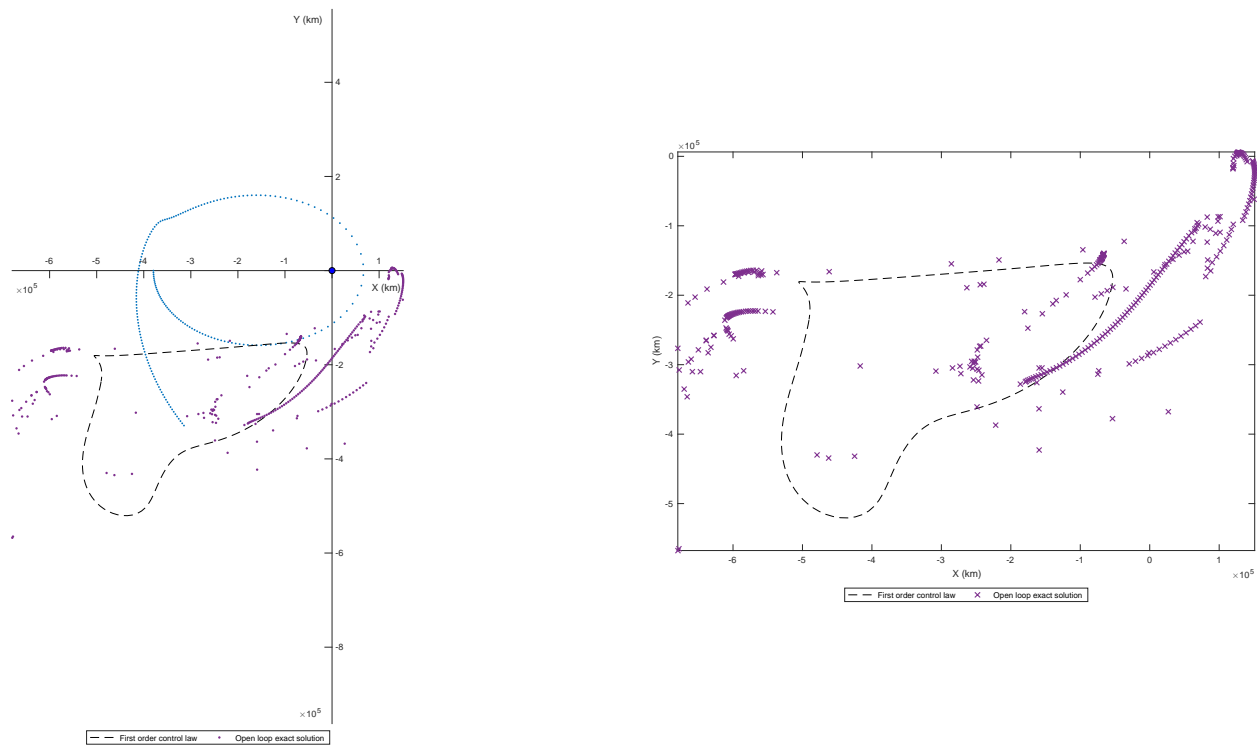 Y (km)
4
2
-6 -5 -4 -3 -2 -1 1
×10⁵
X (km)
-2
-4
-6
-8
×10⁵
First order control law Open loop exact solution
×10⁵
0
-1
-2
-3
-4
-5
Y (km)
-6 -5 -4 -3 -2 -1 0 1
X (km)
×10⁵
First order control law Open loop exact solution